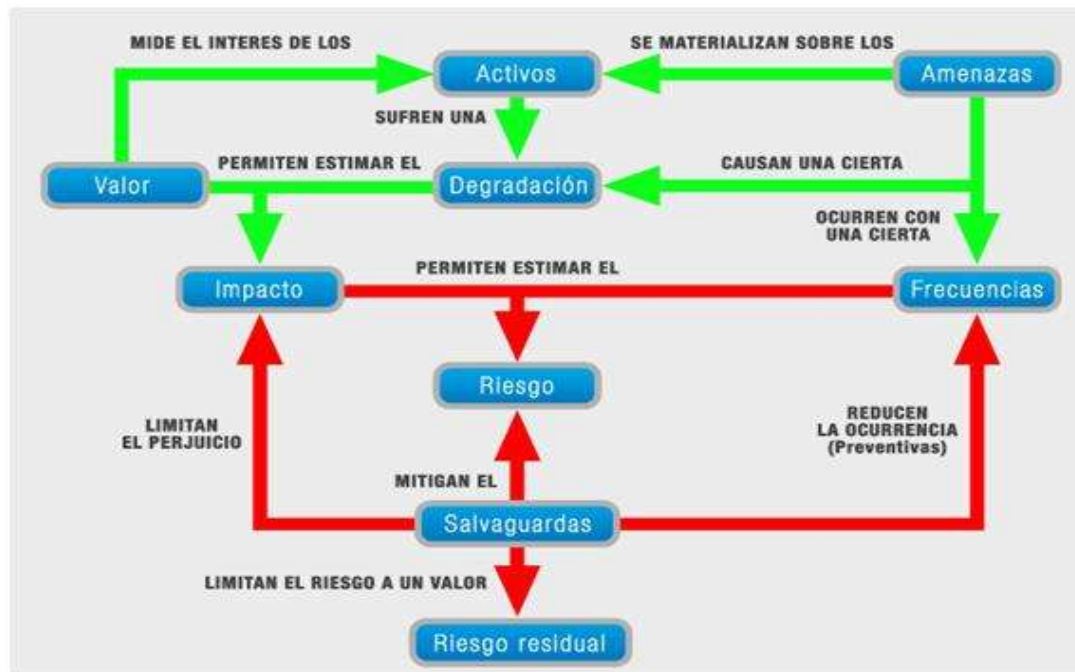 MIDE EL INTERES DE LOS
SE MATERIALIZAN SOBRE LOS
Activos
Amenazas
SUFREN UNA
PERMITEN ESTIMAR EL
CAUSAN UNA CIERTA
Valor
Degradación
OCURREN CON
UNA CIERTA
PERMITEN ESTIMAR EL
Impacto
Frecuencias
Riesgo
LIMITAN
EL PERJUICIO
REDUCEN
LA OCURRENCIA
(Preventivas)
MITIGAN EL
Salvaguardas
LIMITAN EL RIESGO A UN VALOR
Riesgo residual